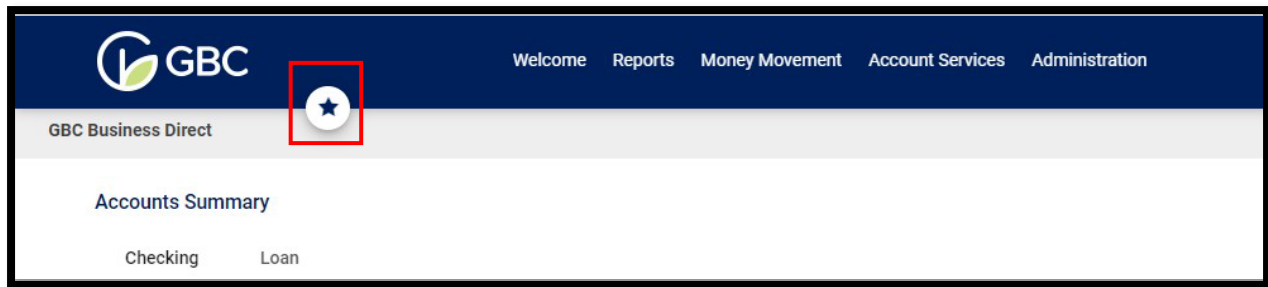 GBC
Welcome Reports Money Movement Account Services Administration
GBC Business Direct
Accounts Summary
Checking Loan